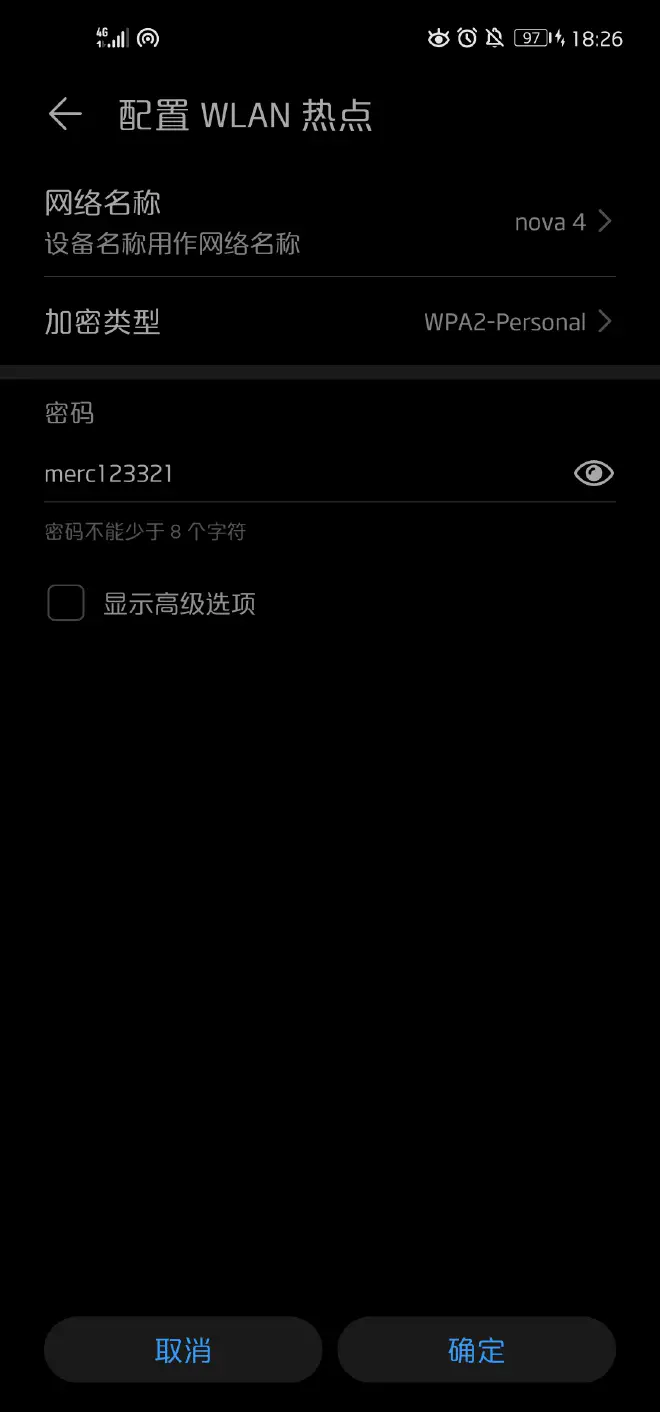 4G 97 18:26
配置 WLAN 热点
网络名称
设备名称用作网络名称
nova 4
加密类型 WPA2-Personal
密码
merc123321
密码不能少于 8 个字符
显示高级选项
取消 确定